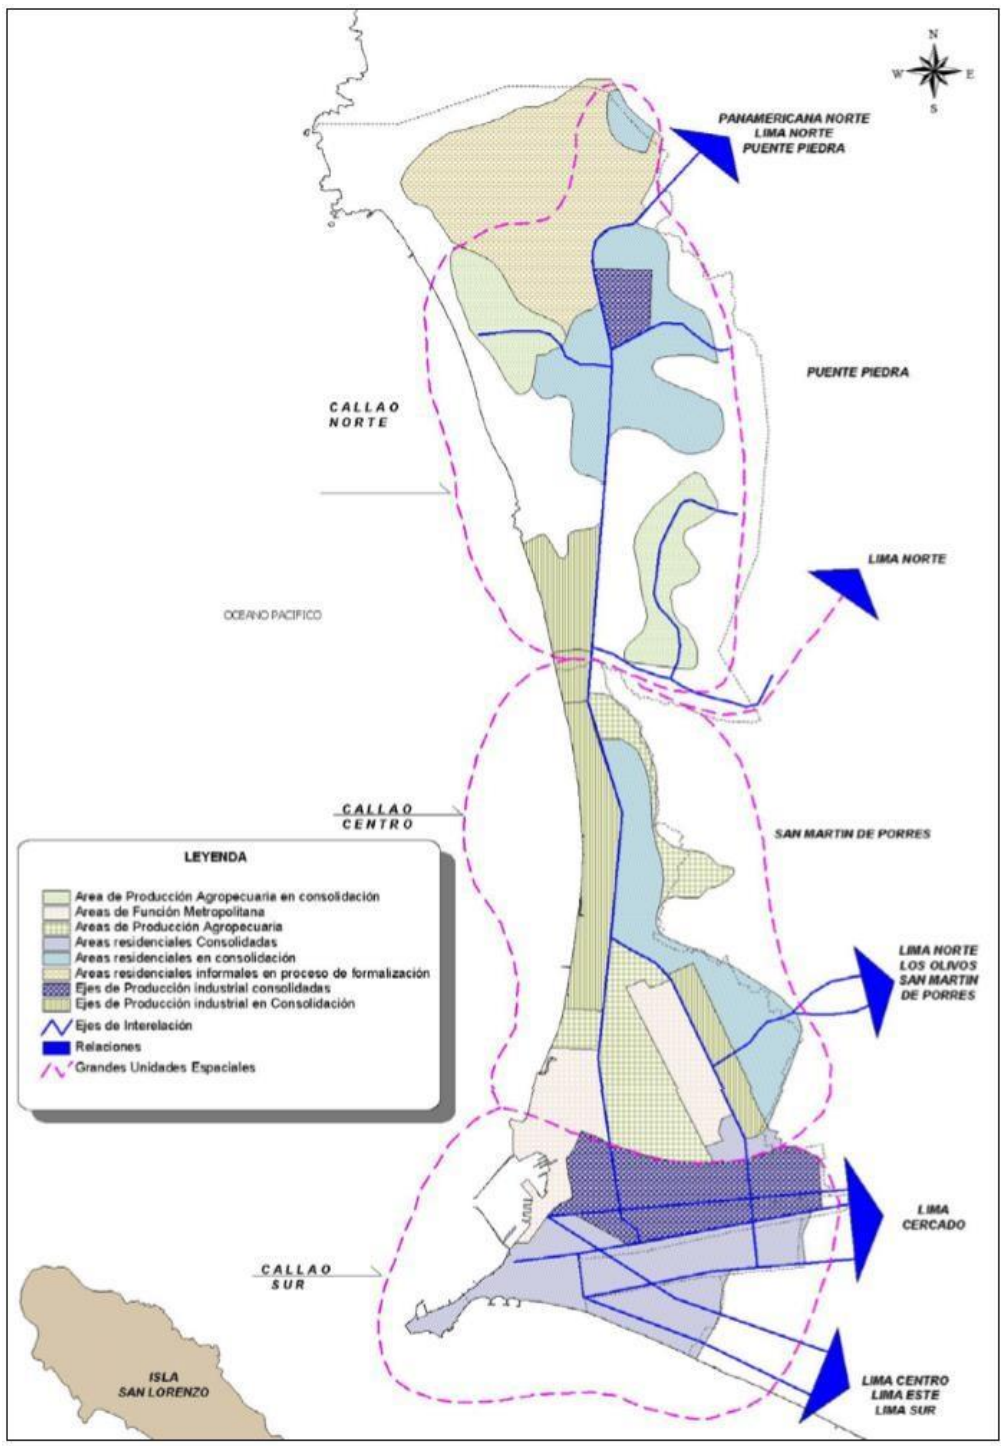 N
W E
S
PANAMERICANA NORTE
LIMA NORTE
PUENTE PIEDRA
PUENTE PIEDRA
CALLAO
NORTE
LIMA NORTE
OCEANO PACIFICO
CALLAO
CENTRO
SAN MARTIN DE PORRES
LEYENDA
Area de Producción Agropecuaria en consolidación
Areas de Función Metropolitana
Areas de Producción Agropecuaria
Areas residenciales Consolidadas
Areas residenciales en consolidación
Areas residenciales informales en proceso de formalización
Ejes de Producción industrial consolidadas
Ejes de Producción industrial en Consolidación
Ejes de Interelación
Relaciones
Grandes Unidades Espaciales
LIMA NORTE
LOS OLIVOS
SAN MARTIN
DE PORRES
LIMA
CERCADO
CALLAO
SUR
ISLA
SAN LORENZO
LIMA CENTRO
LIMA ESTE
LIMA SUR